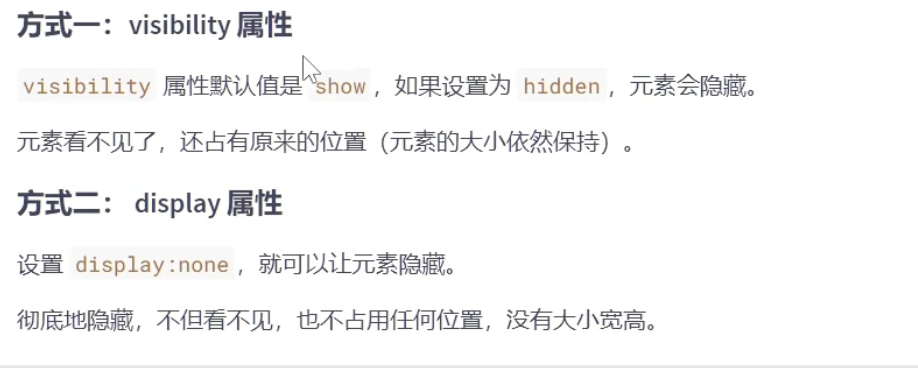 方式一：visibility 属性
visibility 属性默认值是 show，如果设置为 hidden，元素会隐藏。
元素看不见了，还占有原来的位置（元素的大小依然保持）。
方式二： display 属性
设置 display:none，就可以让元素隐藏。
彻底地隐藏，不但看不见，也不占用任何位置，没有大小宽高。